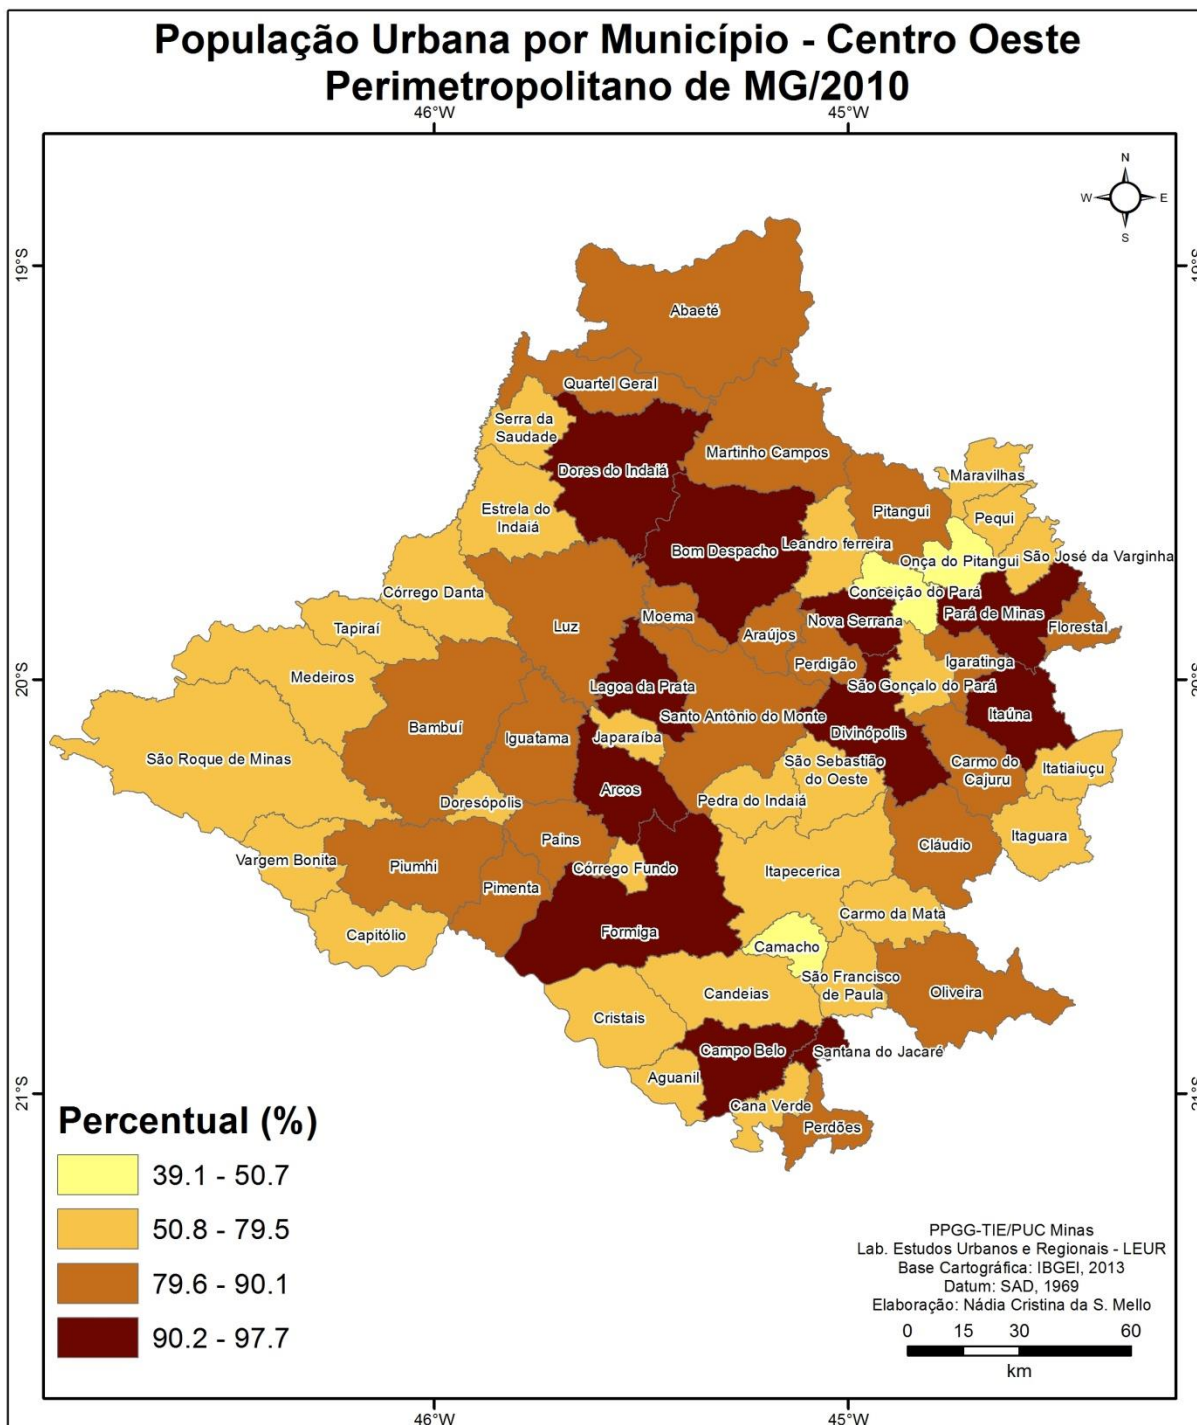 População Urbana por Município - Centro Oeste
Perimetropolitano de MG/2010
46°W
45°W
N
W
E
S
19°S
19°S
Abaeté
Quartel Geral
Serra da
Saudade
Martinho Campos
Dores do Indaiá
Maravilhas
Estrela do
Indaiá
Pitangui
Pequi
Bom Despacho
Leandro ferreira
Onça do Pitangui
São José da Varginha
Córrego Danta
Conceição do Pará
Moema
Nova Serrana
Pará de Minas
Tapiraí
Luz
Araújos
Florestal
Perdigão
Igaratinga
Medeiros
20°S
20°S
Lagoa da Prata
São Gonçalo do Pará
Santo Antônio do Monte
Itaúna
Bambuí
Iguatama
Japaraíba
Divinópolis
São Roque de Minas
São Sebastião
do Oeste
Carmo do
Cajuru
Itatiaiuçu
Arcos
Doresópolis
Pedra do Indaiá
Itaguara
Pains
Cláudio
Vargem Bonita
Piumhi
Córrego Fundo
Itapecerica
Pimenta
Carmo da Mata
Capitólio
Formiga
Camacho
São Francisco
de Paula
Candeias
Oliveira
Cristais
Campo Belo
Santana do Jacaré
Aguanil
21°S
21°S
Cana Verde
Perdões
Percentual (%)
39.1 - 50.7
50.8 - 79.5
79.6 - 90.1
90.2 - 97.7
PPGG-TIE/PUC Minas
Lab. Estudos Urbanos e Regionais - LEUR
Base Cartográfica: IBGEI, 2013
Datum: SAD, 1969
Elaboração: Nádia Cristina da S. Mello
0 15 30 60
km
46°W
45°W